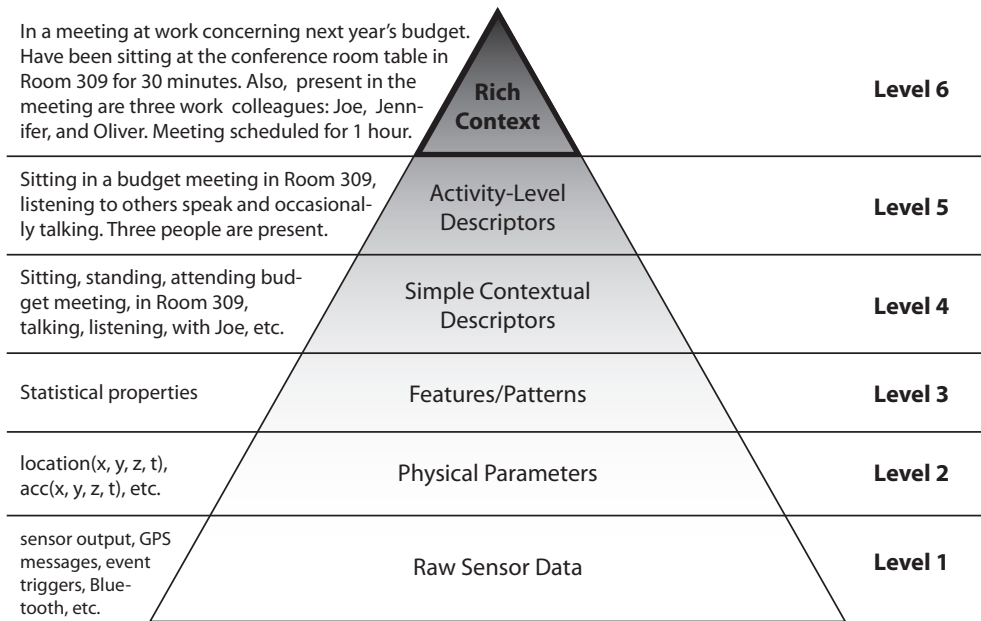 In a meeting at work concerning next year’s budget.
Have been sitting at the conference room table in
Room 309 for 30 minutes. Also, present in the
meeting are three work colleagues: Joe, Jenn-
ifer, and Oliver. Meeting scheduled for 1 hour.
Rich
Context
Level 6
Sitting in a budget meeting in Room 309,
listening to others speak and occasional-
ly talking. Three people are present.
Activity-Level
Descriptors
Level 5
Sitting, standing, attending bud-
get meeting, in Room 309,
talking, listening, with Joe, etc.
Simple Contextual
Descriptors
Level 4
Statistical properties
Features/Patterns
Level 3
location(x, y, z, t),
acc(x, y, z, t), etc.
Physical Parameters
Level 2
sensor output, GPS
messages, event
triggers, Blue-
tooth, etc.
Raw Sensor Data
Level 1